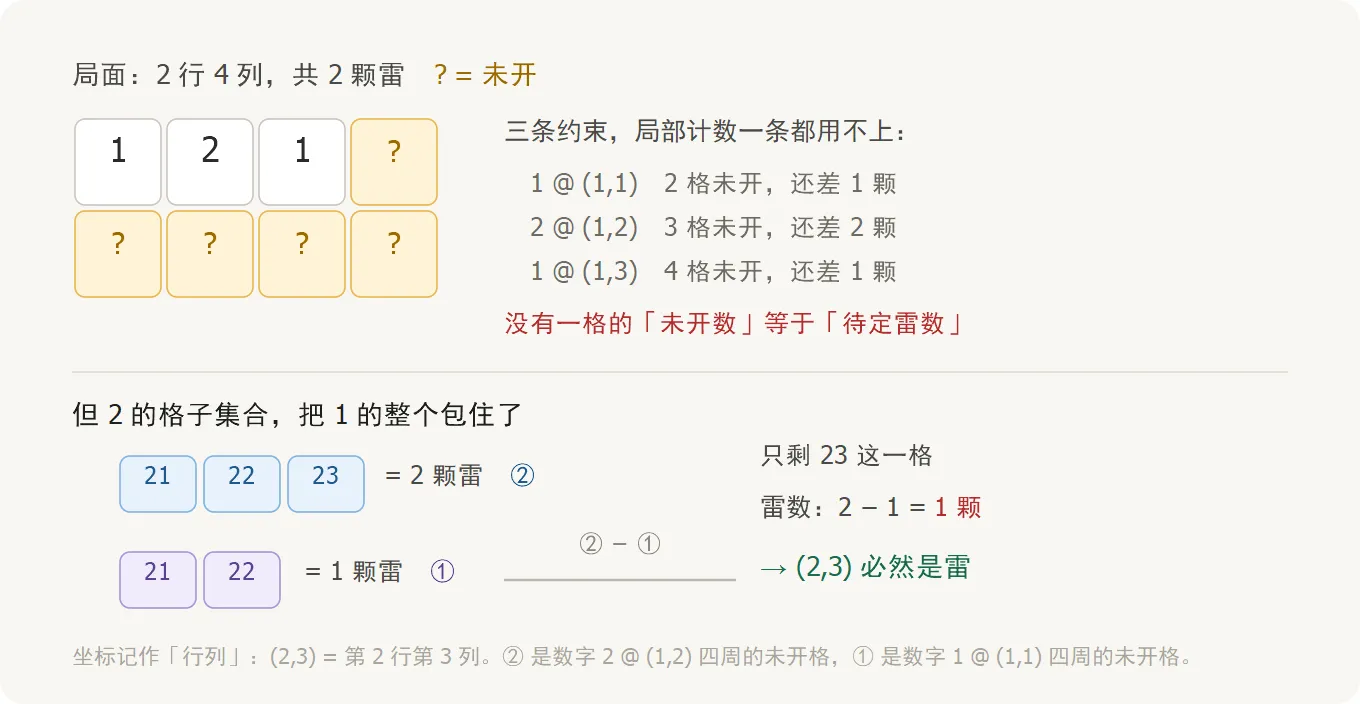 局面：2 行 4 列，共 2 颗雷 ? = 未开
1 2 1 ?
? ? ? ?
三条约束，局部计数一条都用不上：
1 @ (1,1) 2 格未开，还差 1 颗
2 @ (1,2) 3 格未开，还差 2 颗
1 @ (1,3) 4 格未开，还差 1 颗
没有一格的「未开数」等于「待定雷数」
但 2 的格子集合，把 1 的整个包住了
21 22 23 = 2 颗雷 ②
21 22 = 1 颗雷 ①
② − ①
只剩 23 这一格
雷数：2 − 1 = 1 颗
→ (2,3) 必然是雷
坐标记作「行列」：(2,3) = 第 2 行第 3 列。② 是数字 2 @ (1,2) 四周的未开格，① 是数字 1 @ (1,1) 四周的未开格。